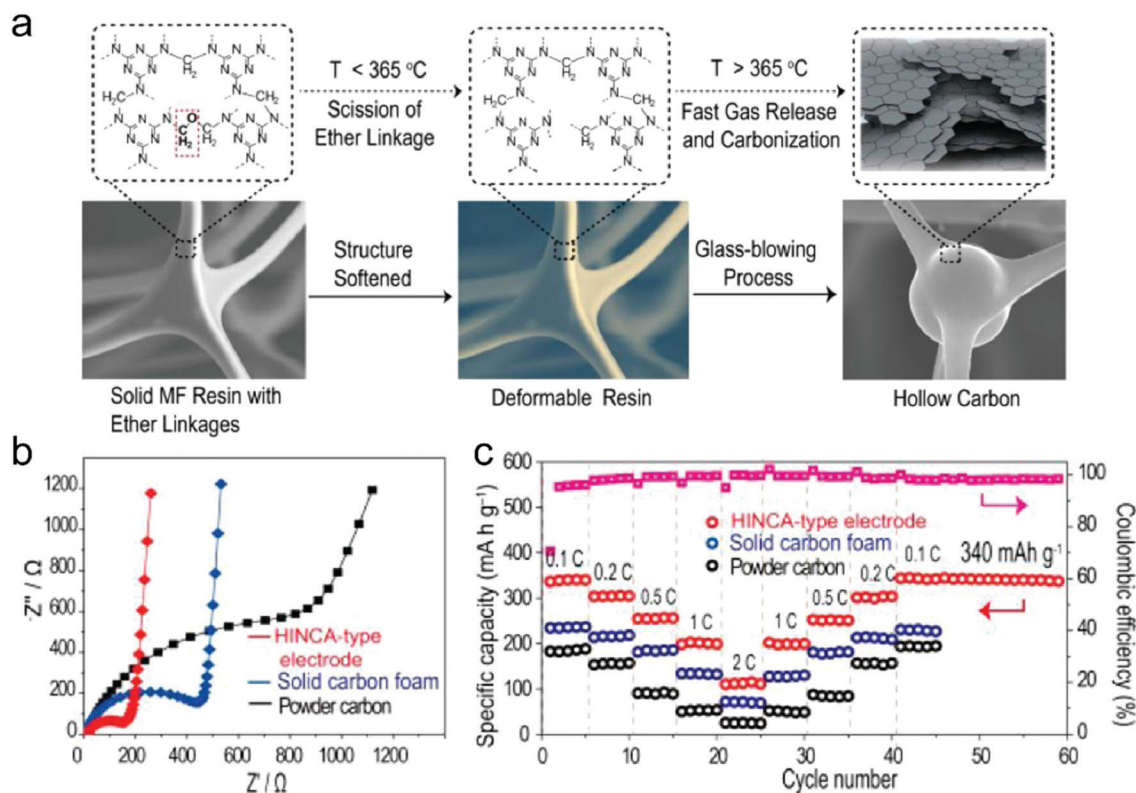 a
T < 365 °C
Scission of
Ether Linkage
T > 365 °C
Fast Gas Release
and Carbonization
Structure
Softened
Glass-blowing
Process
Solid MF Resin with
Ether Linkages
Deformable Resin
Hollow Carbon
b
-Z''/ Ω
1200
1000
800
600
400
200
0
HINCA-type
electrode
Solid carbon foam
Powder carbon
0 200 400 600 800 1000 1200
Z'/ Ω
c
Specific capacity (mA h g⁻¹)
600
500
400
300
200
100
0
HINCA-type electrode
Solid carbon foam
Powder carbon
0.1 C
0.2 C
0.5 C
1 C
2 C
1 C
0.5 C
0.2 C
0.1 C
340 mAh g⁻¹
100
80
60
40
20
0
Coulombic efficiency (%)
0 10 20 30 40 50 60
Cycle number